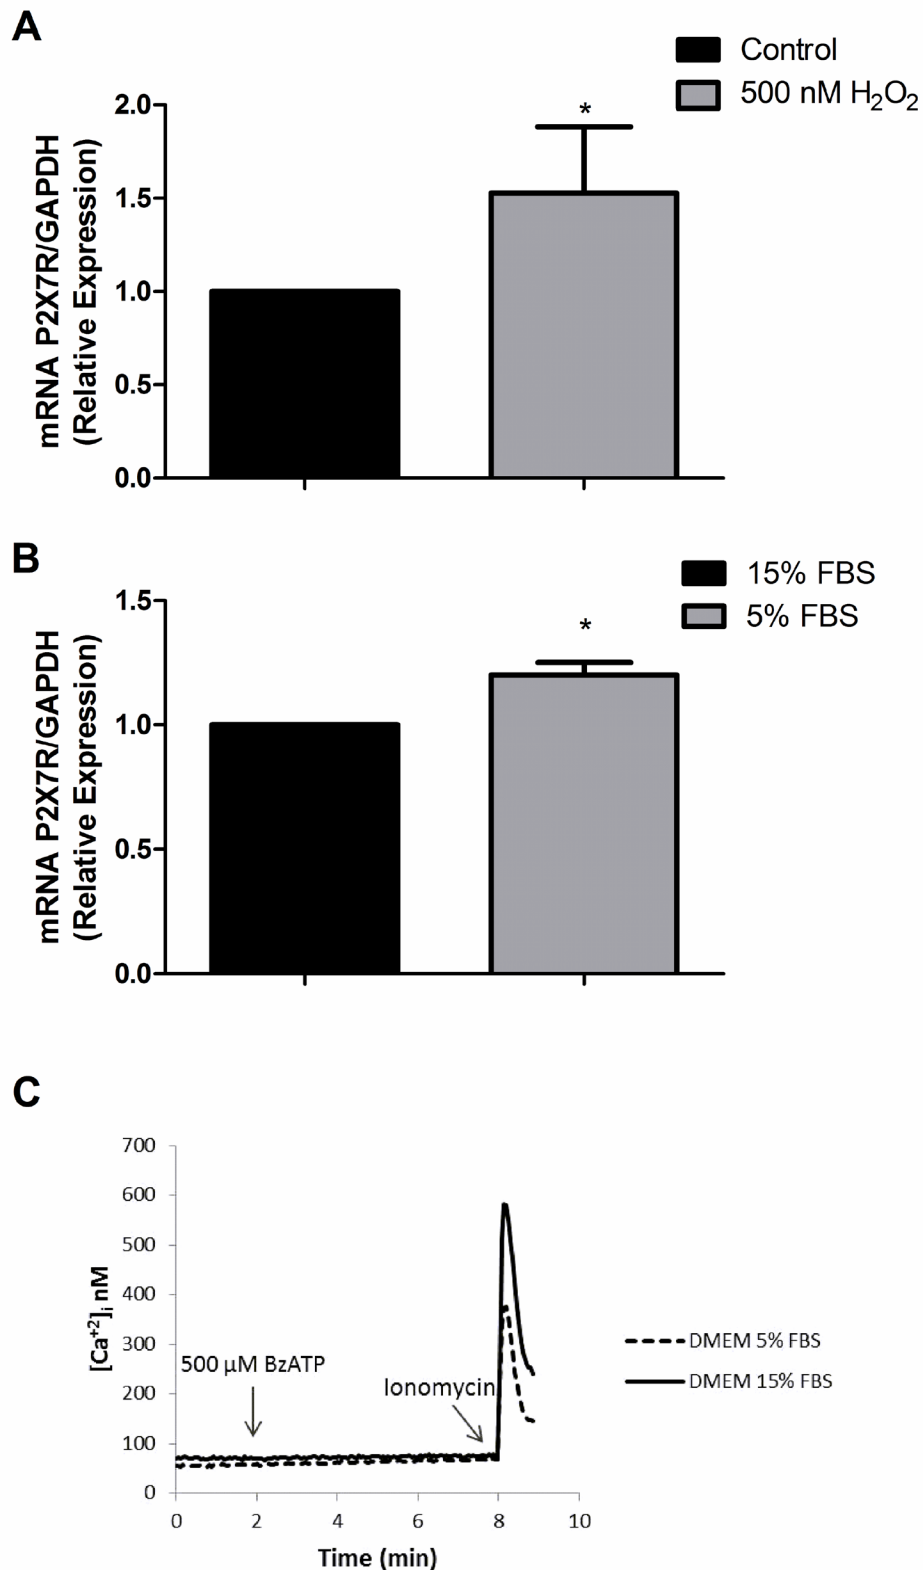 A
Control
500 nM H₂O₂
mRNA P2X7R/GAPDH
(Relative Expression)
2.0
1.5
1.0
0.5
0.0
*
B
15% FBS
5% FBS
mRNA P2X7R/GAPDH
(Relative Expression)
1.5
1.0
0.5
0.0
*
C
[Ca⁺²]ᵢ nM
700
600
500
400
300
200
100
0
500 µM BzATP
Ionomycin
DMEM 5% FBS
DMEM 15% FBS
0 2 4 6 8 10
Time (min)